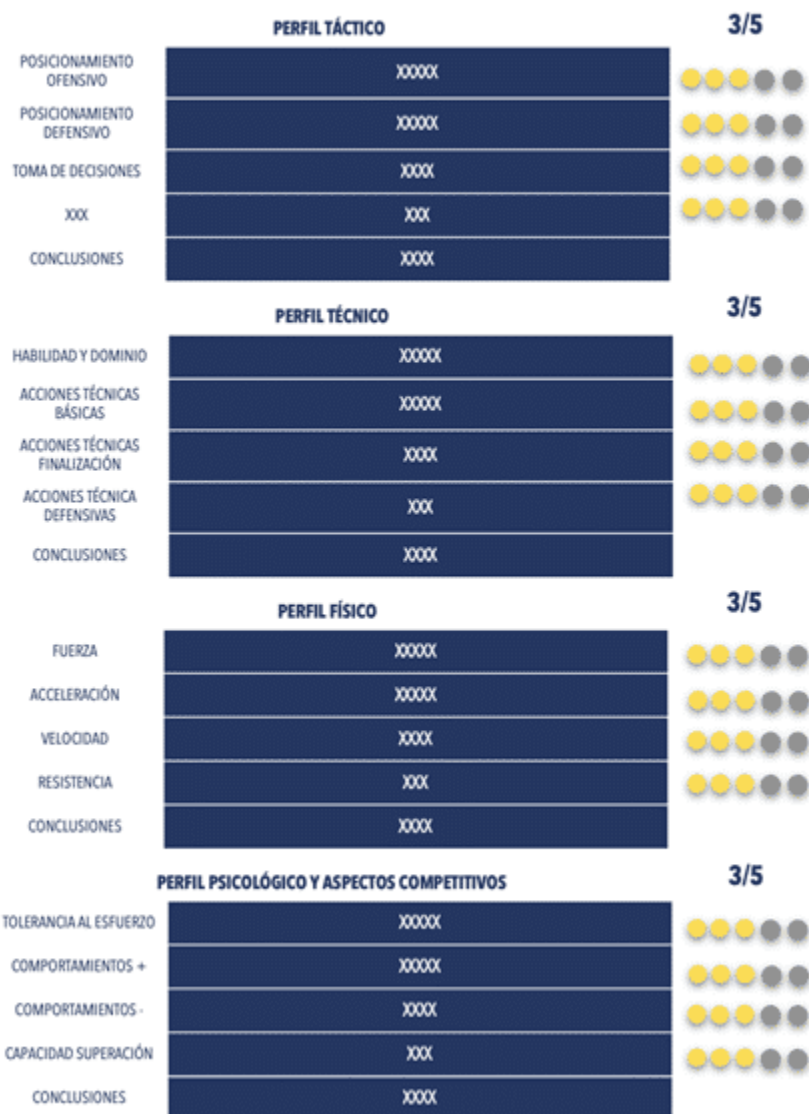 PERFIL TÁCTICO
3/5
POSICIONAMIENTO
OFENSIVO
XXXXX
POSICIONAMIENTO
DEFENSIVO
XXXXX
TOMA DE DECISIONES
XXXX
XXX
XXX
CONCLUSIONES
XXXX
PERFIL TÉCNICO
3/5
HABILIDAD Y DOMINIO
XXXXX
ACCIONES TÉCNICAS
BÁSICAS
XXXXX
ACCIONES TÉCNICAS
FINALIZACIÓN
XXXX
ACCIONES TÉCNICA
DEFENSIVAS
XXX
CONCLUSIONES
XXXX
PERFIL FÍSICO
3/5
FUERZA
XXXXX
ACCELERACIÓN
XXXXX
VELOCIDAD
XXXX
RESISTENCIA
XXX
CONCLUSIONES
XXXX
PERFIL PSICOLÓGICO Y ASPECTOS COMPETITIVOS
3/5
TOLERANCIA AL ESFUERZO
XXXXX
COMPORTAMIENTOS +
XXXXX
COMPORTAMIENTOS -
XXXX
CAPACIDAD SUPERACIÓN
XXX
CONCLUSIONES
XXXX